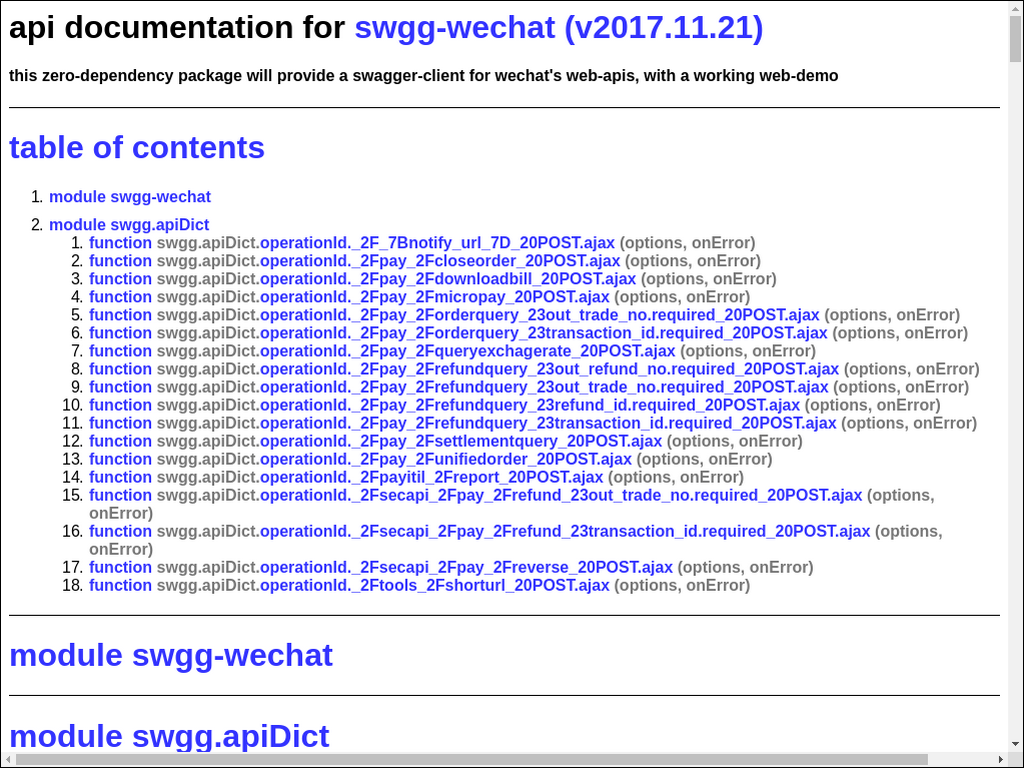 api documentation for swgg-wechat (v2017.11.21)
this zero-dependency package will provide a swagger-client for wechat's web-apis, with a working web-demo
table of contents
1. module swgg-wechat
2. module swgg.apiDict
1. function swgg.apiDict.operationId._2F_7Bnotify_url_7D_20POST.ajax (options, onError)
2. function swgg.apiDict.operationId._2Fpay_2Fcloseorder_20POST.ajax (options, onError)
3. function swgg.apiDict.operationId._2Fpay_2Fdownloadbill_20POST.ajax (options, onError)
4. function swgg.apiDict.operationId._2Fpay_2Fmicropay_20POST.ajax (options, onError)
5. function swgg.apiDict.operationId._2Fpay_2Forderquery_23out_trade_no.required_20POST.ajax (options, onError)
6. function swgg.apiDict.operationId._2Fpay_2Forderquery_23transaction_id.required_20POST.ajax (options, onError)
7. function swgg.apiDict.operationId._2Fpay_2Fqueryexchagerate_20POST.ajax (options, onError)
8. function swgg.apiDict.operationId._2Fpay_2Frefundquery_23out_refund_no.required_20POST.ajax (options, onError)
9. function swgg.apiDict.operationId._2Fpay_2Frefundquery_23out_trade_no.required_20POST.ajax (options, onError)
10. function swgg.apiDict.operationId._2Fpay_2Frefundquery_23refund_id.required_20POST.ajax (options, onError)
11. function swgg.apiDict.operationId._2Fpay_2Frefundquery_23transaction_id.required_20POST.ajax (options, onError)
12. function swgg.apiDict.operationId._2Fpay_2Fsettlementquery_20POST.ajax (options, onError)
13. function swgg.apiDict.operationId._2Fpay_2Funifiedorder_20POST.ajax (options, onError)
14. function swgg.apiDict.operationId._2Fpayitil_2Freport_20POST.ajax (options, onError)
15. function swgg.apiDict.operationId._2Fsecapi_2Fpay_2Frefund_23out_trade_no.required_20POST.ajax (options,
onError)
16. function swgg.apiDict.operationId._2Fsecapi_2Fpay_2Frefund_23transaction_id.required_20POST.ajax (options,
onError)
17. function swgg.apiDict.operationId._2Fsecapi_2Fpay_2Freverse_20POST.ajax (options, onError)
18. function swgg.apiDict.operationId._2Ftools_2Fshorturl_20POST.ajax (options, onError)
module swgg-wechat
module swgg.apiDict